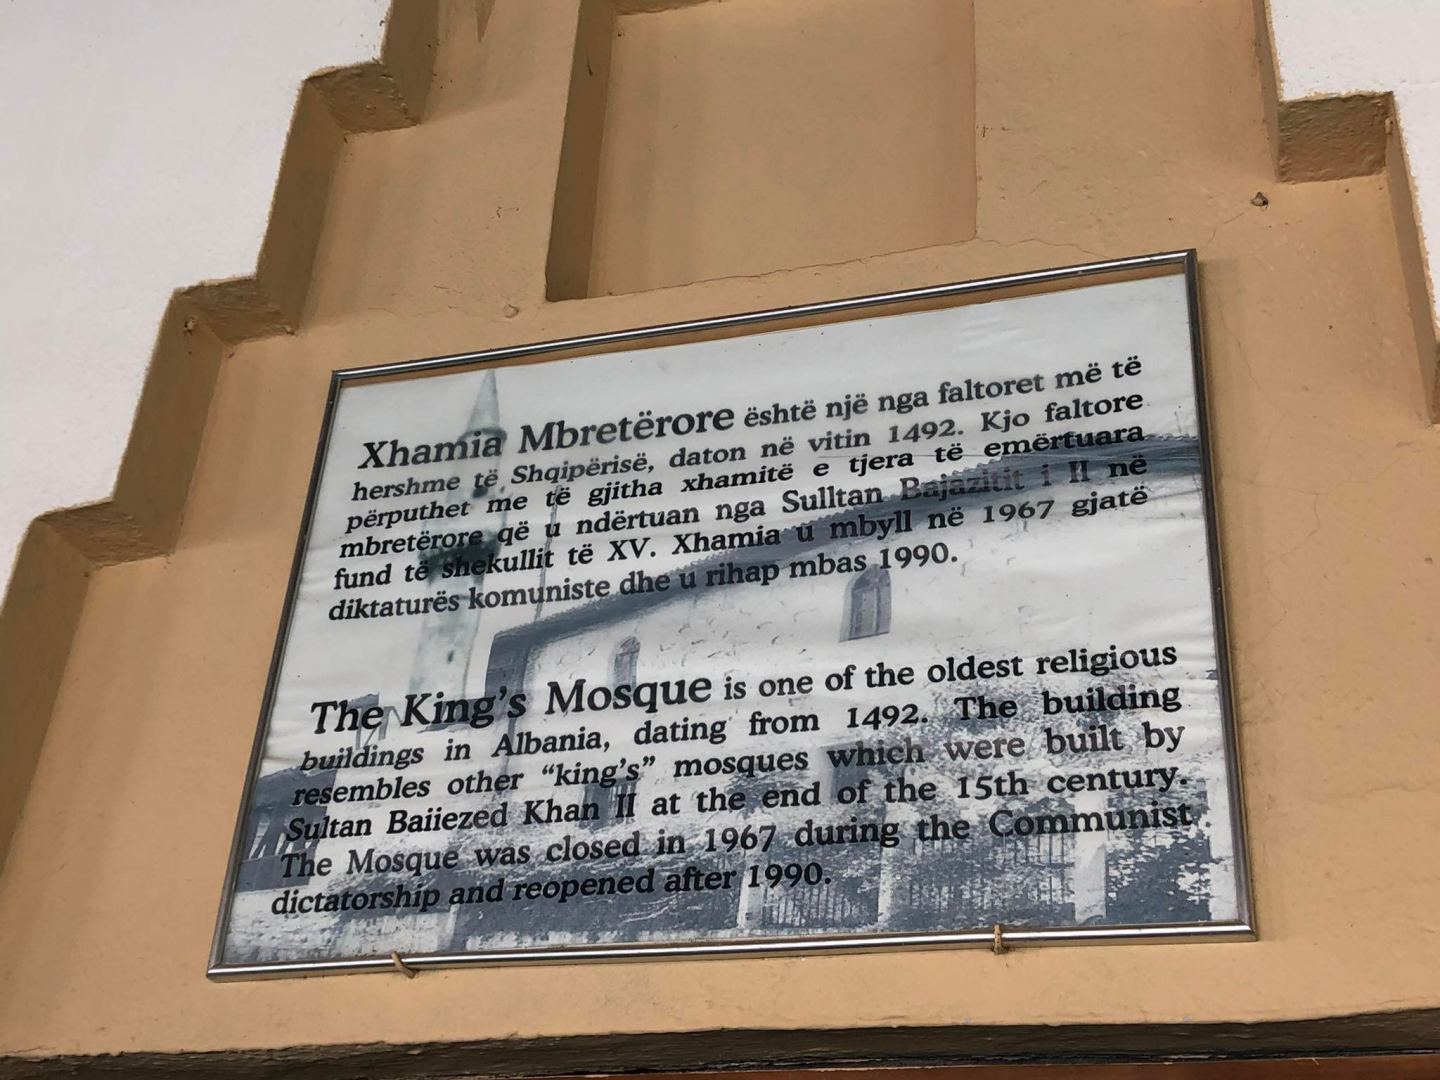 Xhamia Mbretërore është një nga faltoret më të
hershme të Shqipërisë, daton në vitin 1492. Kjo faltore
përputhet me të gjitha xhamitë e tjera të emërtuara
mbretërore që u ndërtuan nga Sulltan Bajazitit i II në
fund të shekullit të XV. Xhamia u mbyll në 1967 gjatë
diktaturës komuniste dhe u rihap mbas 1990.
The King's Mosque is one of the oldest religious
buildings in Albania, dating from 1492. The building
resembles other “king's” mosques which were built by
Sultan Baiiezed Khan II at the end of the 15th century.
The Mosque was closed in 1967 during the Communist
dictatorship and reopened after 1990.